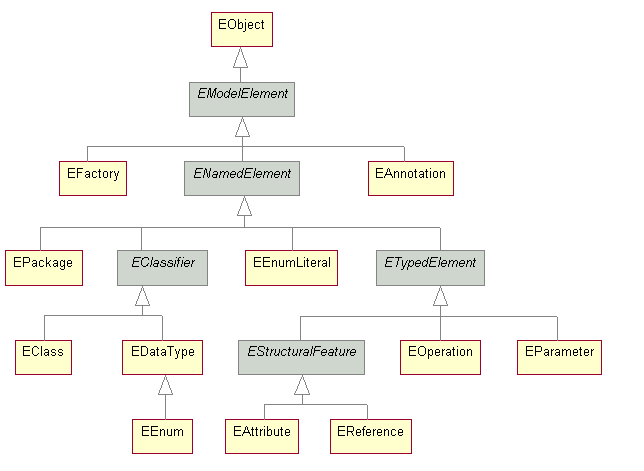 EObject
EModelElement
EFactory
ENamedElement
EAnnotation
EPackage
EClassifier
EEnumLiteral
ETypedElement
EClass
EDataType
EStructuralFeature
EOperation
EParameter
EEnum
EAttribute
EReference